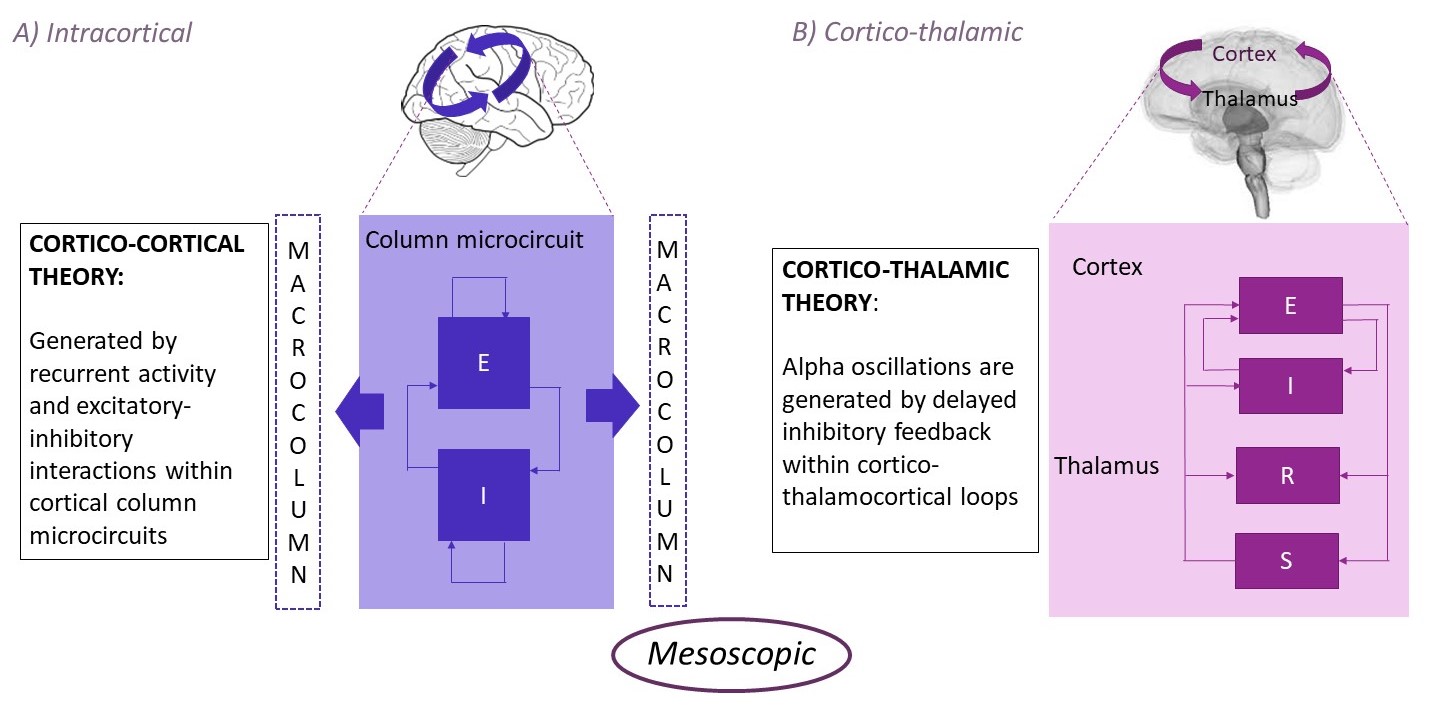 A) Intracortical
CORTICO-CORTICAL
THEORY:
Generated by
recurrent activity
and excitatory-
inhibitory
interactions within
cortical column
microcircuits
M
A
C
R
O
C
O
L
U
M
N
Column microcircuit
E
I
M
A
C
R
O
C
O
L
U
M
N
B) Cortico-thalamic
Cortex
Thalamus
CORTICO-THALAMIC
THEORY:
Alpha oscillations are
generated by delayed
inhibitory feedback
within cortico-
thalamocortical loops
Cortex
E
I
Thalamus
R
S
Mesoscopic